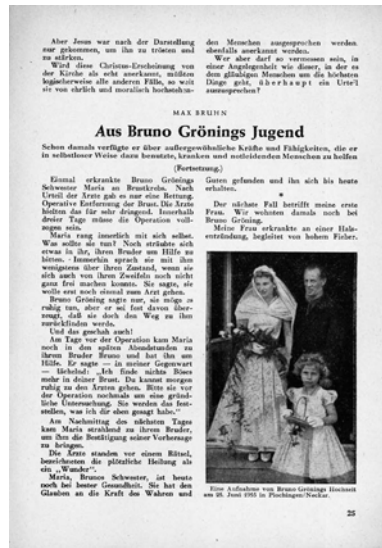 Aber Jesus war nach der Darstellung
nur gekommen, um ihn zu trösten und
zu stärken.
Wird diese Christus-Erscheinung von
der Kirche als echt anerkannt, müßten
logischerweise alle anderen Fälle, so weit
sie von ehrlich und moralisch hochstehen-
den Menschen ausgesprochen werden,
ebenfalls anerkannt werden.
Wer aber darf so vermessen sein, in
einer Angelegenheit wie dieser, in der es
dem gläubigen Menschen um die höchsten
Dinge geht, überhaupt ein Urteil
auszusprechen?
MAX BRUHN
Aus Bruno Grönings Jugend
Schon damals verfügte er über außergewöhnliche Kräfte und Fähigkeiten, die er
in selbstloser Weise dazu benutzte, kranken und notleidenden Menschen zu helfen
(Fortsetzung.)
Einmal erkrankte Bruno Grönings
Schwester Maria an Brustkrebs. Nach
Urteil der Ärzte gab es nur eine Rettung.
Operative Entfernung der Brust. Die Ärzte
hielten das für sehr dringend. Innerhalb
dreier Tage müsse die Operation voll-
zogen sein.
Maria rang innerlich mit sich selbst.
Was sollte sie tun? Noch sträubte sich
etwas in ihr, ihren Bruder um Hilfe zu
bitten. Immerhin sprach sie mit ihm
wenigstens über ihren Zustand, wenn sie
sich auch von ihren Zweifeln noch nicht
ganz frei machen konnte. Sie sagte, sie
wolle erst noch einmal zum Arzt gehen.
Bruno Gröning sagte nur, sie möge es
ruhig tun, aber er sei fest davon über-
zeugt, daß sie doch den Weg zu ihm
zurückfinden werde.
Und das geschah auch!
Am Tage vor der Operation kam Maria
noch in den späten Abendstunden zu
ihrem Bruder Bruno und bat ihn um
Hilfe. Er sagte — in meiner Gegenwart
— lächelnd: „Ich finde nichts Böses
mehr in deiner Brust. Du kannst morgen
ruhig zu den Ärzten gehen. Bitte sie vor
der Operation nochmals um eine gründ-
liche Untersuchung. Sie werden das fest-
stellen, was ich dir eben gesagt habe.“
Am Nachmittag des nächsten Tages
kam Maria strahlend zu ihrem Bruder,
um ihm die Bestätigung seiner Vorhersage
zu bringen.
Die Ärzte standen vor einem Rätsel,
bezeichneten die plötzliche Heilung als
ein „Wunder“.
Maria, Brunos Schwester, ist heute
noch bei bester Gesundheit. Sie hat den
Glauben an die Kraft des Wahren und
Guten gefunden und ihn sich bis heute
erhalten.
*
Der nächste Fall betrifft meine erste
Frau. Wir wohnten damals noch bei
Bruno Gröning.
Meine Frau erkrankte an einer Hals-
entzündung, begleitet von hohem Fieber.
Eine Aufnahme von Bruno Grönings Hochzeit
am 28. Juni 1955 in Plochingen/Neckar.
25